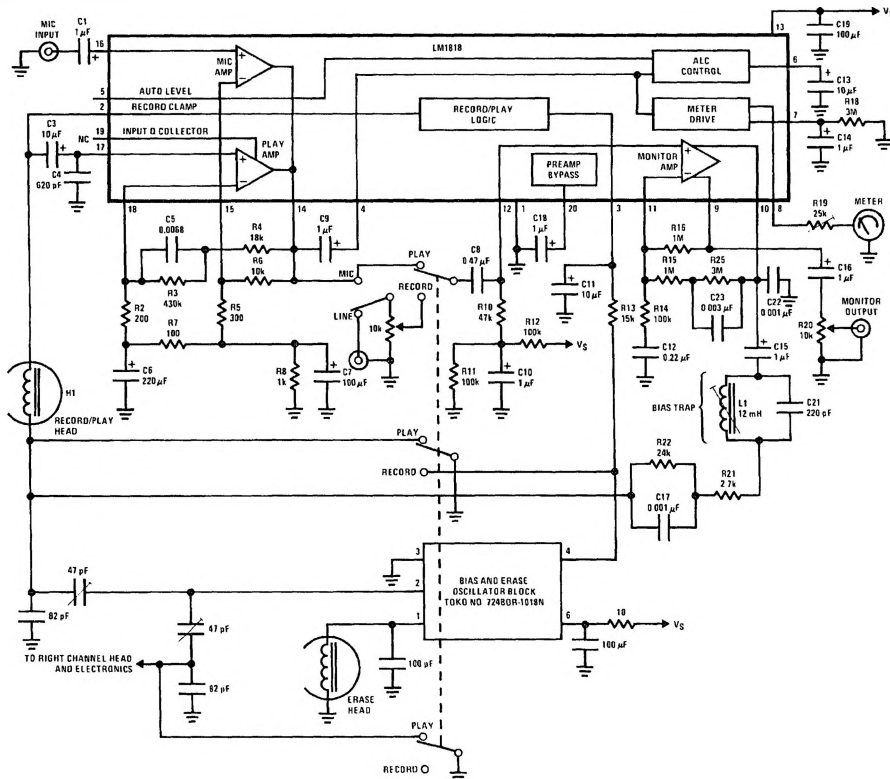 MIC
INPUT
C1
1 µF
16
+
LM1818
MIC
AMP
+
−
13
VS
C19
100 µF
5
AUTO LEVEL
2
RECORD CLAMP
19
INPUT Q COLLECTOR
NC
17
PLAY
AMP
+
−
RECORD/PLAY
LOGIC
ALC
CONTROL
METER
DRIVE
6
7
C13
10 µF
R18
3M
C14
1 µF
C3
10 µF
C4
620 pF
PREAMP
BYPASS
MONITOR
AMP
+
−
18
15
14
4
12
1
20
3
11
9
10
8
R19
25k
METER
C5
0.0068
R4
18k
R6
10k
C9
1 µF
R3
430k
R2
200
R7
100
R5
300
C6
220 µF
R8
1k
C7
100 µF
MIC
PLAY
RECORD
LINE
10k
C8
0.47 µF
C18
1 µF
R10
47k
R12
100k
VS
R11
100k
C10
1 µF
C11
10 µF
R13
15k
R16
1M
R15
1M
R25
3M
R14
100k
C23
0.003 µF
C22
0.001 µF
C12
0.22 µF
C16
1 µF
R20
10k
MONITOR
OUTPUT
C15
1 µF
BIAS TRAP
L1
12 mH
C21
220 pF
H1
RECORD/PLAY
HEAD
PLAY
RECORD
R22
24k
C17
0.001 µF
R21
2.7k
47 pF
82 pF
47 pF
82 pF
TO RIGHT CHANNEL HEAD
AND ELECTRONICS
3
2
1
4
6
BIAS AND ERASE
OSCILLATOR BLOCK
TOKO NO. 724BOR-1018N
10
VS
100 µF
100 pF
ERASE
HEAD
PLAY
RECORD